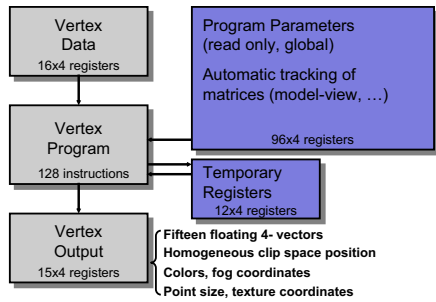 Vertex
Data
16x4 registers
Program Parameters
(read only, global)
Automatic tracking of
matrices (model-view, …)
96x4 registers
Vertex
Program
128 instructions
Temporary
Registers
12x4 registers
Vertex
Output
15x4 registers
Fifteen floating 4- vectors
Homogeneous clip space position
Colors, fog coordinates
Point size, texture coordinates